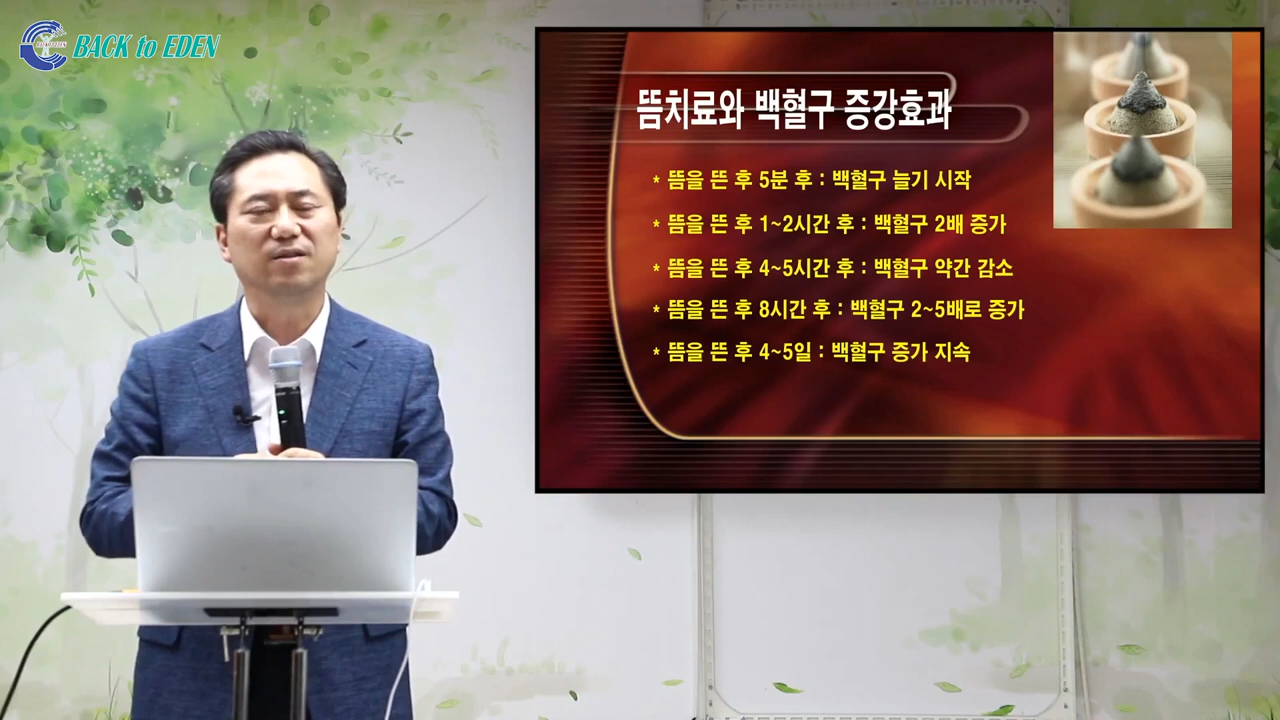 BACK to EDEN
뜸치료와 백혈구 증강효과
* 뜸을 뜬 후 5분 후 : 백혈구 늘기 시작
* 뜸을 뜬 후 1~2시간 후 : 백혈구 2배 증가
* 뜸을 뜬 후 4~5시간 후 : 백혈구 약간 감소
* 뜸을 뜬 후 8시간 후 : 백혈구 2~5배로 증가
* 뜸을 뜬 후 4~5일 : 백혈구 증가 지속